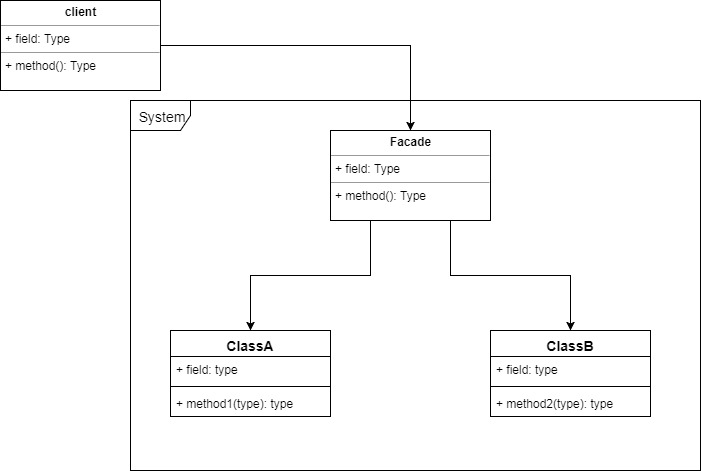 client
+ field: Type
+ method(): Type
System
Facade
+ field: Type
+ method(): Type
ClassA
+ field: type
+ method1(type): type
ClassB
+ field: type
+ method2(type): type